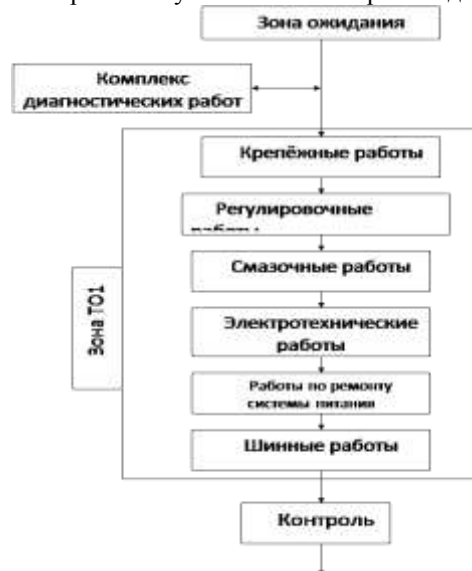 Зона ожидания
Комплекс
диагностических работ
Крепёжные работы
Регулировочные
Смазочные работы
Зона ТО1
Электротехнические
работы
Работы по ремонту
системы питания
Шинные работы
Контроль